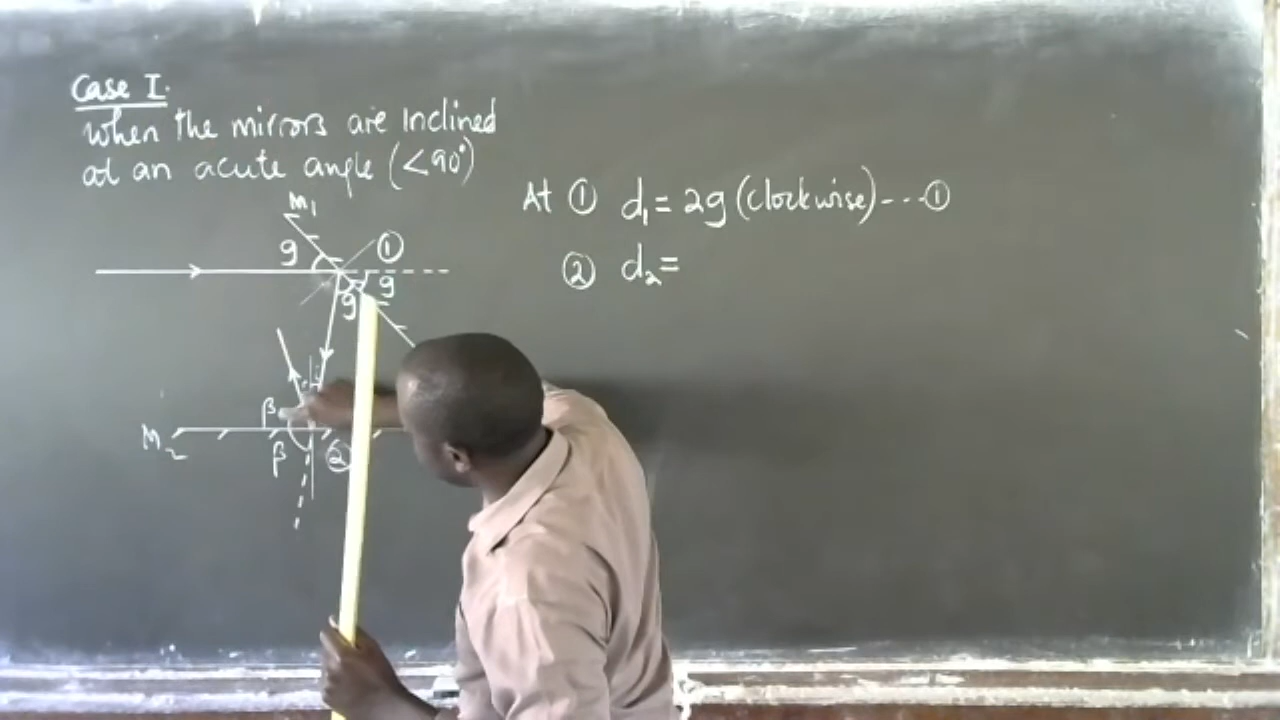 Case I.
When the mirrors are inclined
at an acute angle (<90°)
At ① d₁ = 2g (clockwise) --- ①
② d₂ =
M₁
g ①
g g
β
M₂
β ②